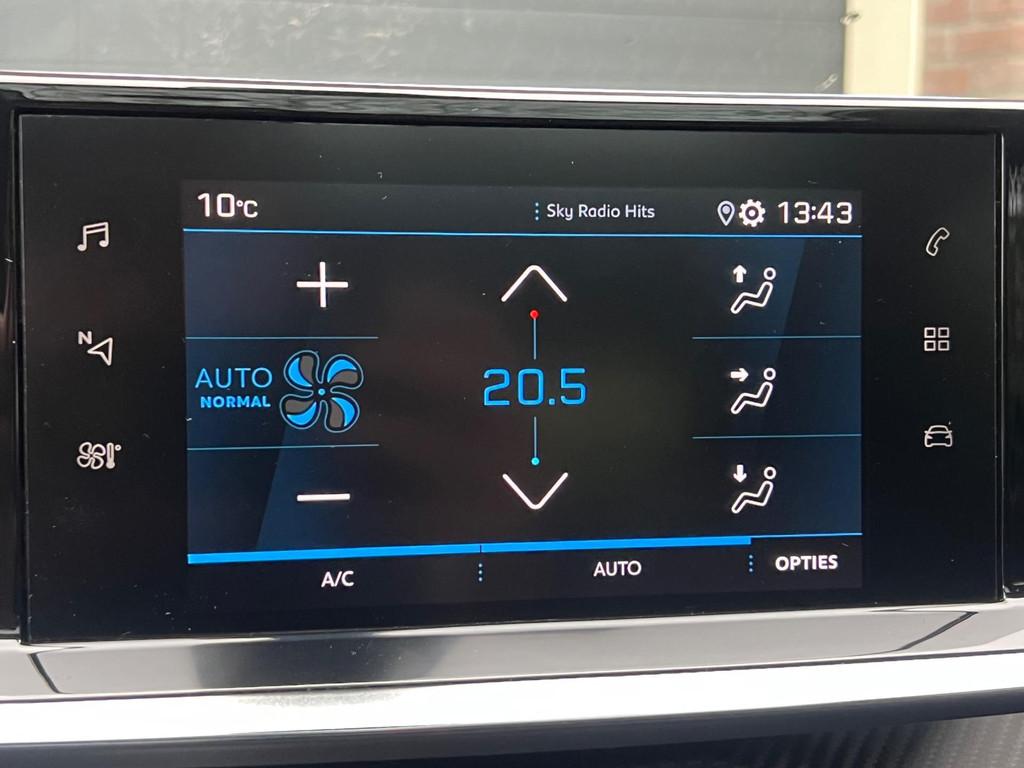 10°C
Sky Radio Hits
13:43
N
AUTO
NORMAL
20.5
A/C
AUTO
OPTIES